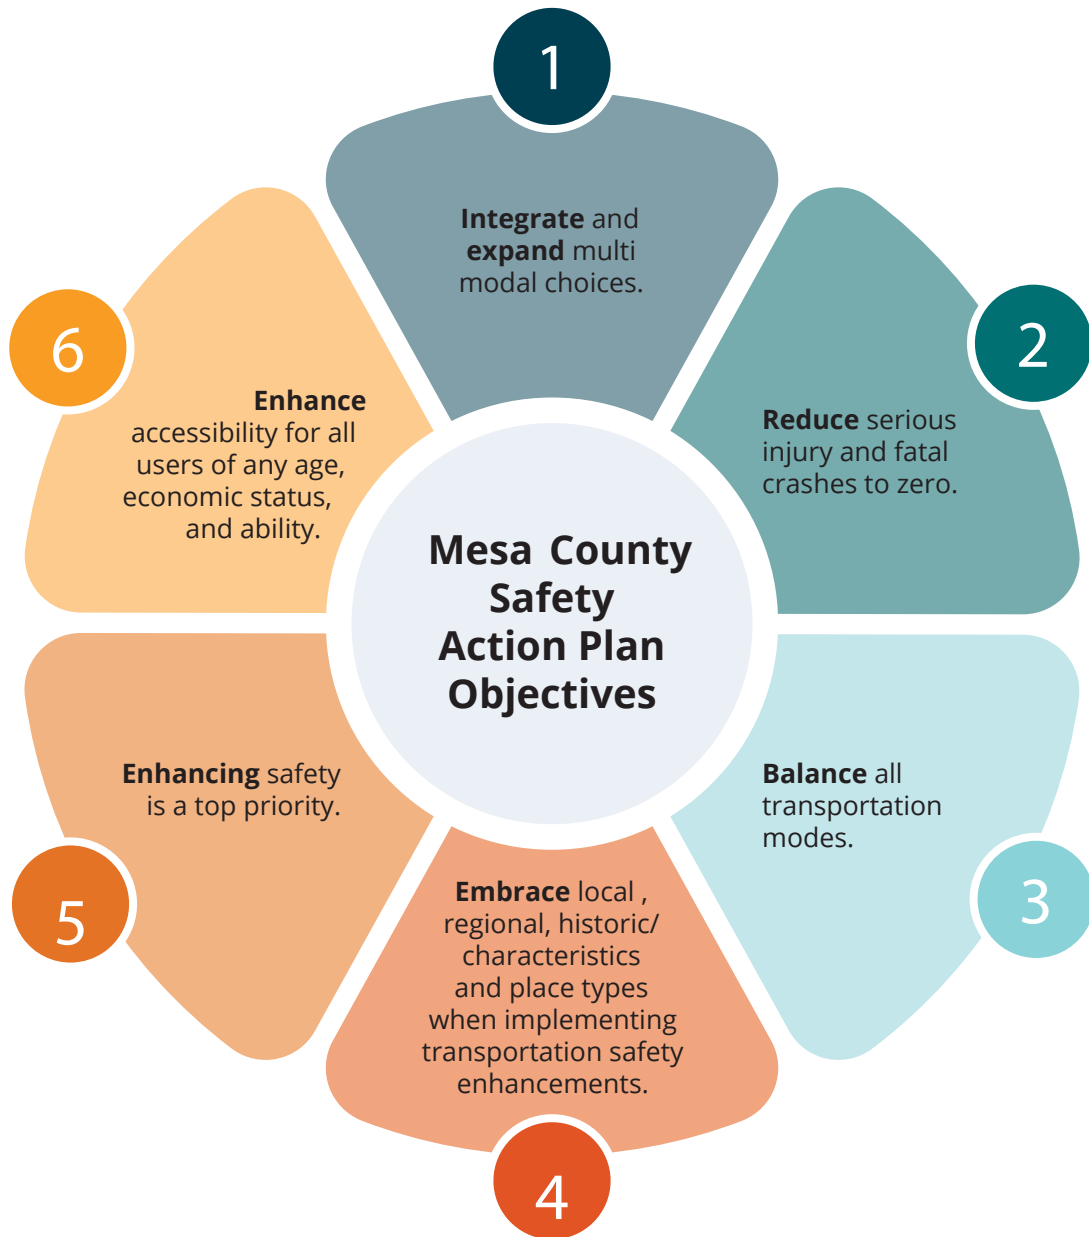 1
Integrate and
expand multi
modal choices.
2
Reduce serious
injury and fatal
crashes to zero.
3
Balance all
transportation
modes.
4
Embrace local ,
regional, historic/
characteristics
and place types
when implementing
transportation safety
enhancements.
5
Enhancing safety
is a top priority.
6
Enhance
accessibility for all
users of any age,
economic status,
and ability.
Mesa County
Safety
Action Plan
Objectives